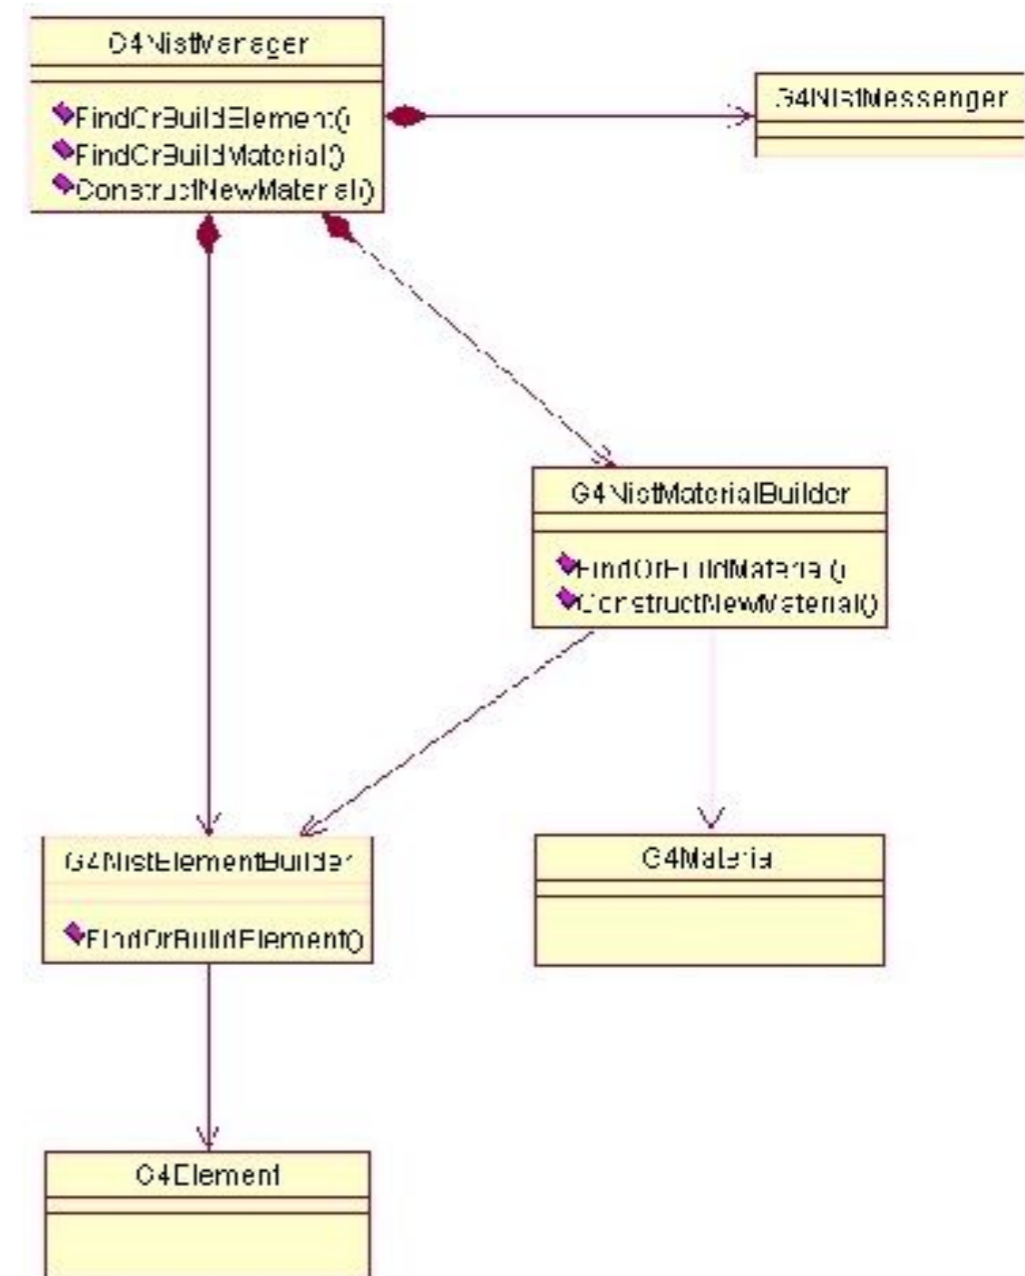 G4NistManager
FindOrBuildElement()
FindOrBuildMaterial()
ConstructNewMaterial()
G4NistMessenger
G4NistMaterialBuilder
FindOrBuildMaterial()
ConstructNewMaterial()
G4NistElementBuilder
FindOrBuildElement()
G4Material
G4Element